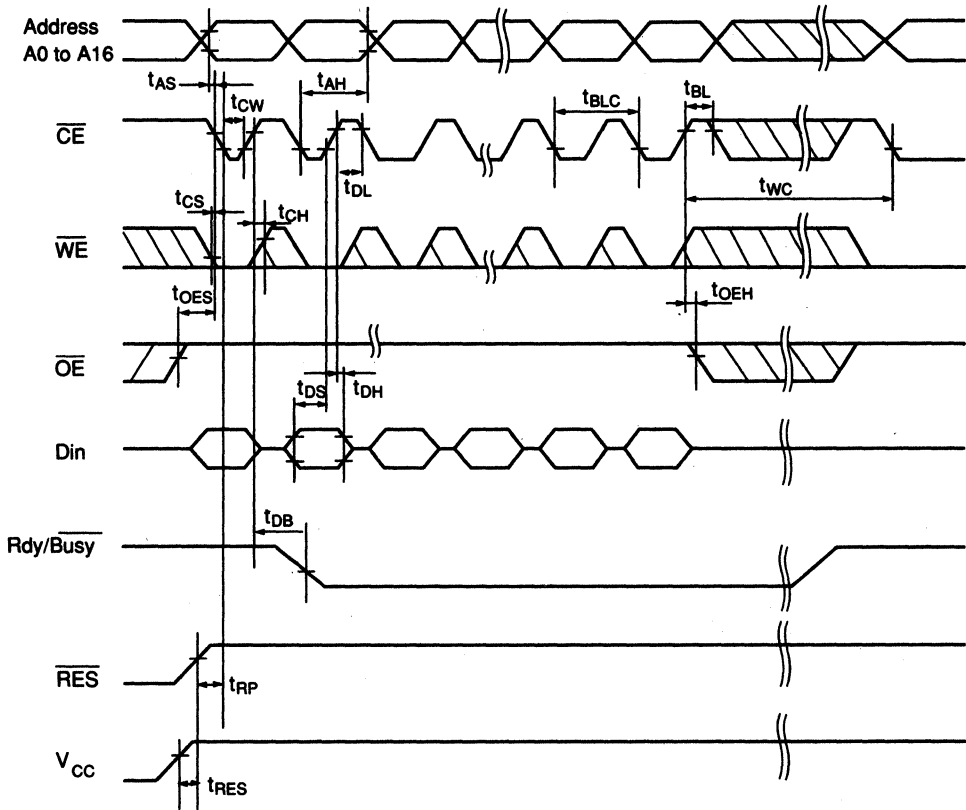 Address
A0 to A16
tAS
tCW
tAH
tBLC
tBL
CE
tDL
tWC
tCS
tCH
WE
tOES
tOEH
OE
tDS
tDH
Din
tDB
Rdy/Busy
RES
tRP
VCC
tRES